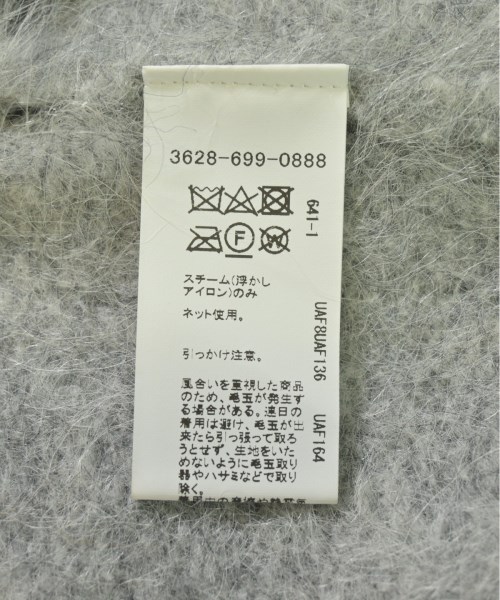 3628-699-0888
641-1
F
W
スチーム(浮かし
アイロン)のみ
ネット使用。
引っかけ注意。
UAF8UAF136 UAF164
風合いを重視した商品
のため、毛玉が発生す
る場合がある。連日の
着用は避け、毛玉が出
来たら引っ張って取ろ
うとせず、生地をいた
めないように毛玉取り
器やハサミなどで取り
除く。